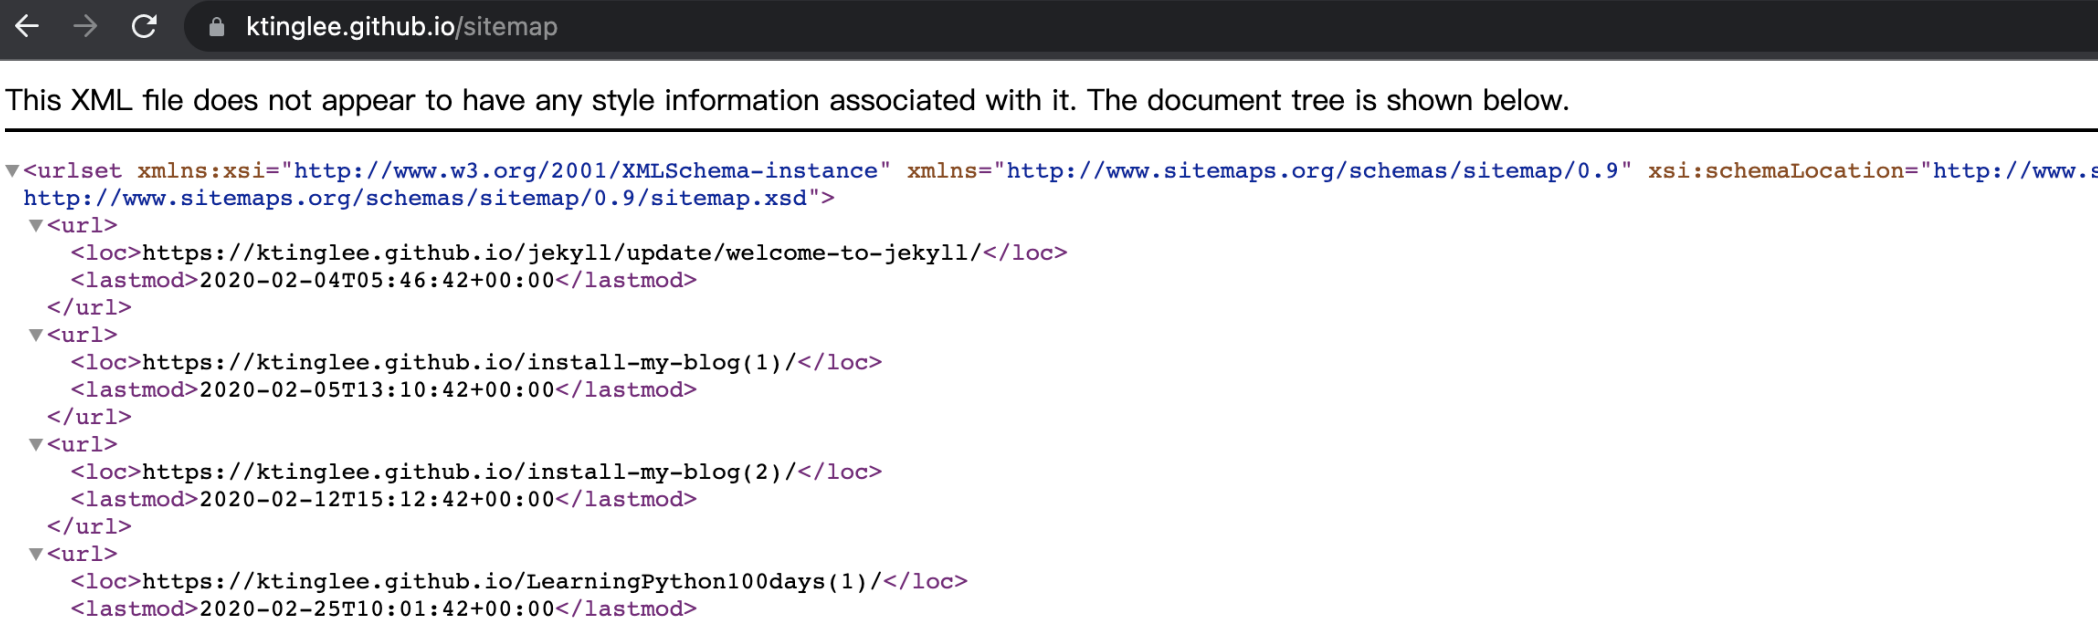 ktinglee.github.io/sitemap
This XML file does not appear to have any style information associated with it. The document tree is shown below.
▼<urlset xmlns:xsi="http://www.w3.org/2001/XMLSchema-instance" xmlns="http://www.sitemaps.org/schemas/sitemap/0.9" xsi:schemaLocation="http://www.s
http://www.sitemaps.org/schemas/sitemap/0.9/sitemap.xsd">
▼<url>
<loc>https://ktinglee.github.io/jekyll/update/welcome-to-jekyll/</loc>
<lastmod>2020-02-04T05:46:42+00:00</lastmod>
</url>
▼<url>
<loc>https://ktinglee.github.io/install-my-blog(1)/</loc>
<lastmod>2020-02-05T13:10:42+00:00</lastmod>
</url>
▼<url>
<loc>https://ktinglee.github.io/install-my-blog(2)/</loc>
<lastmod>2020-02-12T15:12:42+00:00</lastmod>
</url>
▼<url>
<loc>https://ktinglee.github.io/LearningPython100days(1)/</loc>
<lastmod>2020-02-25T10:01:42+00:00</lastmod>